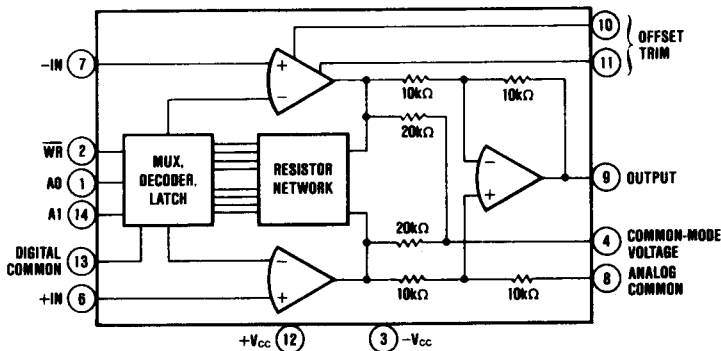 10
OFFSET
TRIM
11
−IN 7
10kΩ
10kΩ
20kΩ
W̅R̅ 2
A0 1
A1 14
MUX,
DECODER,
LATCH
RESISTOR
NETWORK
9 OUTPUT
20kΩ
4 COMMON-MODE
VOLTAGE
DIGITAL
COMMON 13
8 ANALOG
COMMON
+IN 6
10kΩ
10kΩ
+VCC 12
3 −VCC
+
−
−
+
−
+